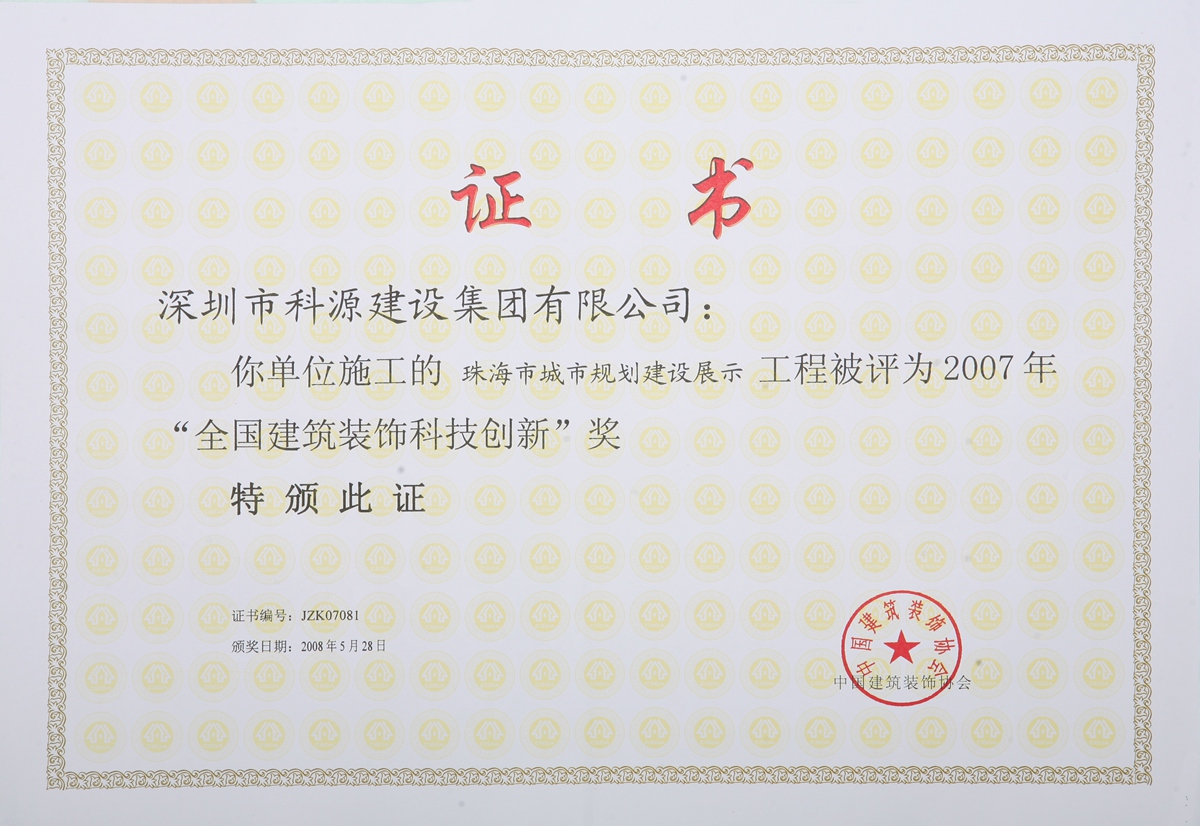 证书
深圳市科源建设集团有限公司：
你单位施工的 珠海市城市规划建设展示 工程被评为2007年
“全国建筑装饰科技创新”奖
特颁此证
证书编号：JZK07081
颁奖日期：2008年5月28日
中国建筑装饰协会
中国建筑装饰协会